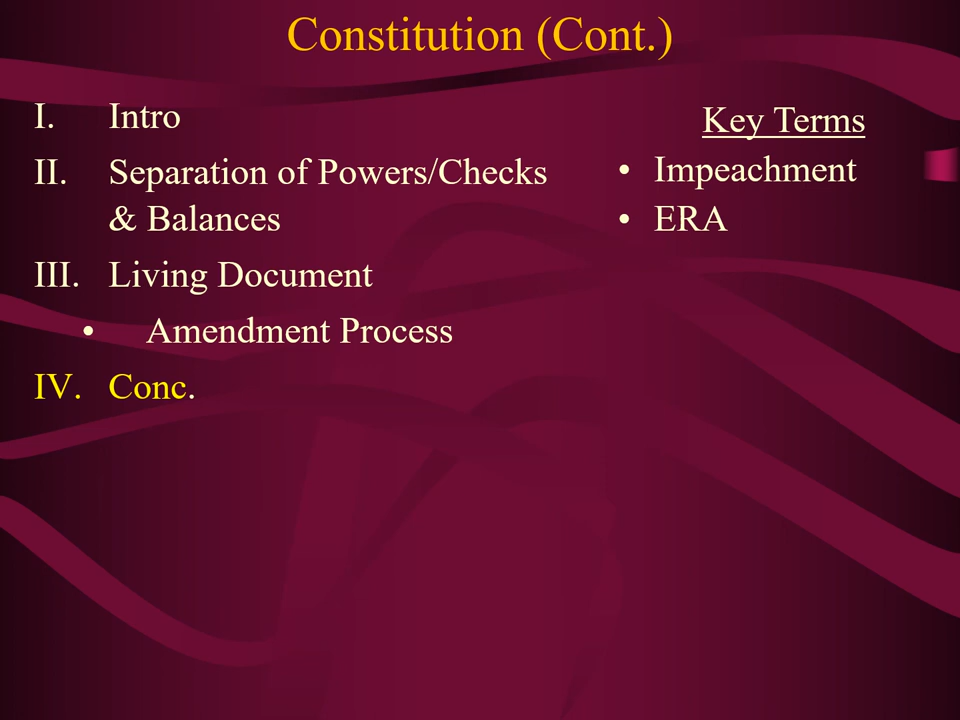 Constitution (Cont.)
I. Intro
II. Separation of Powers/Checks
& Balances
III. Living Document
• Amendment Process
IV. Conc.
Key Terms
• Impeachment
• ERA